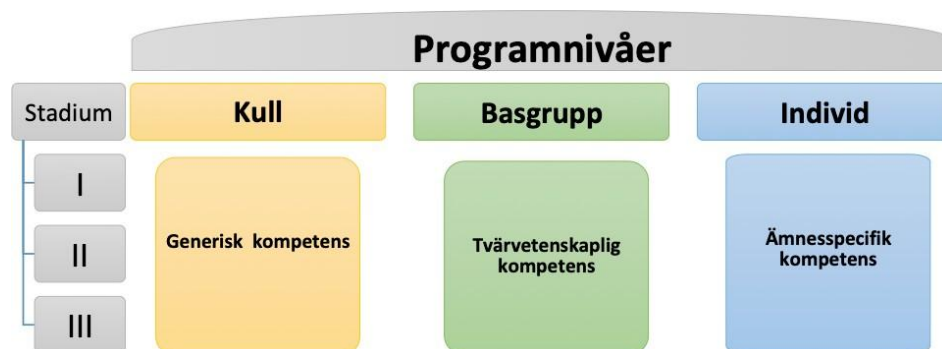 Programnivåer
Stadium
Kull
Basgrupp
Individ
I
II
III
Generisk kompetens
Tvärvetenskaplig
kompetens
Ämnesspecifik
kompetens